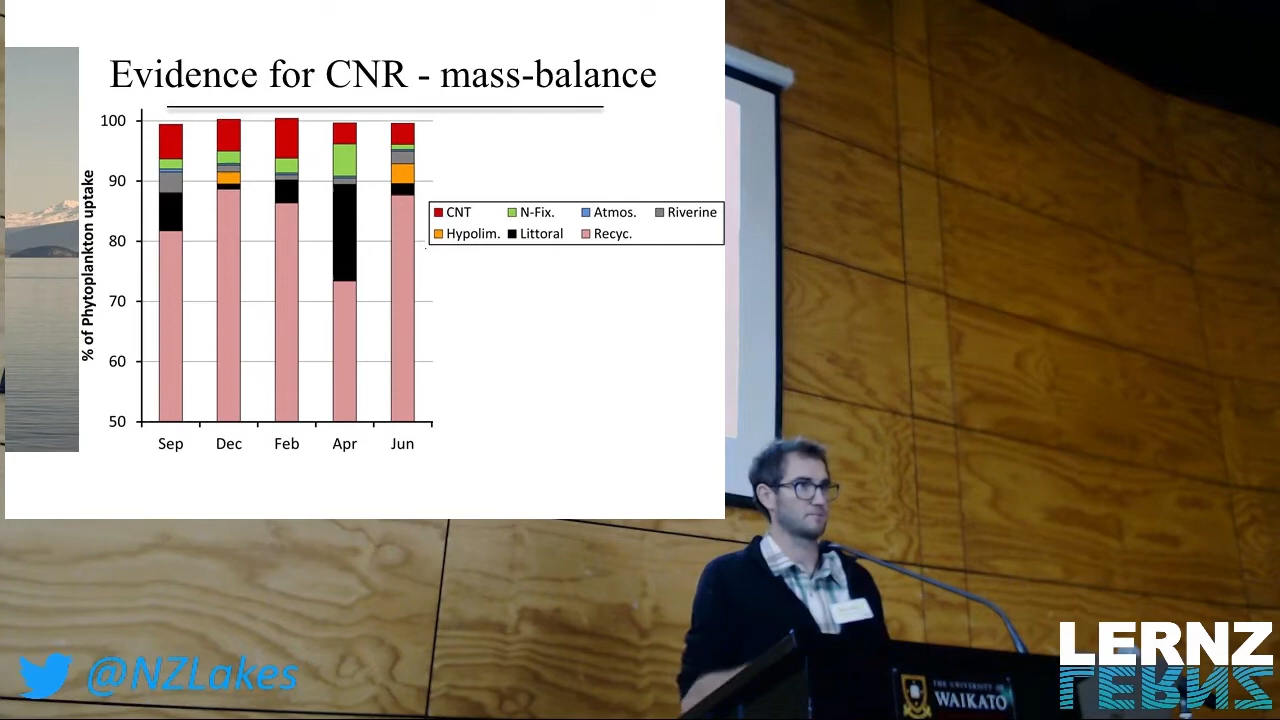 Evidence for CNR - mass-balance
% of Phytoplankton uptake
100
90
80
70
60
50
Sep Dec Feb Apr Jun
CNT N-Fix. Atmos. Riverine
Hypolim. Littoral Recyc.
@NZLakes
THE UNIVERSITY OF
WAIKATO
LERNZ